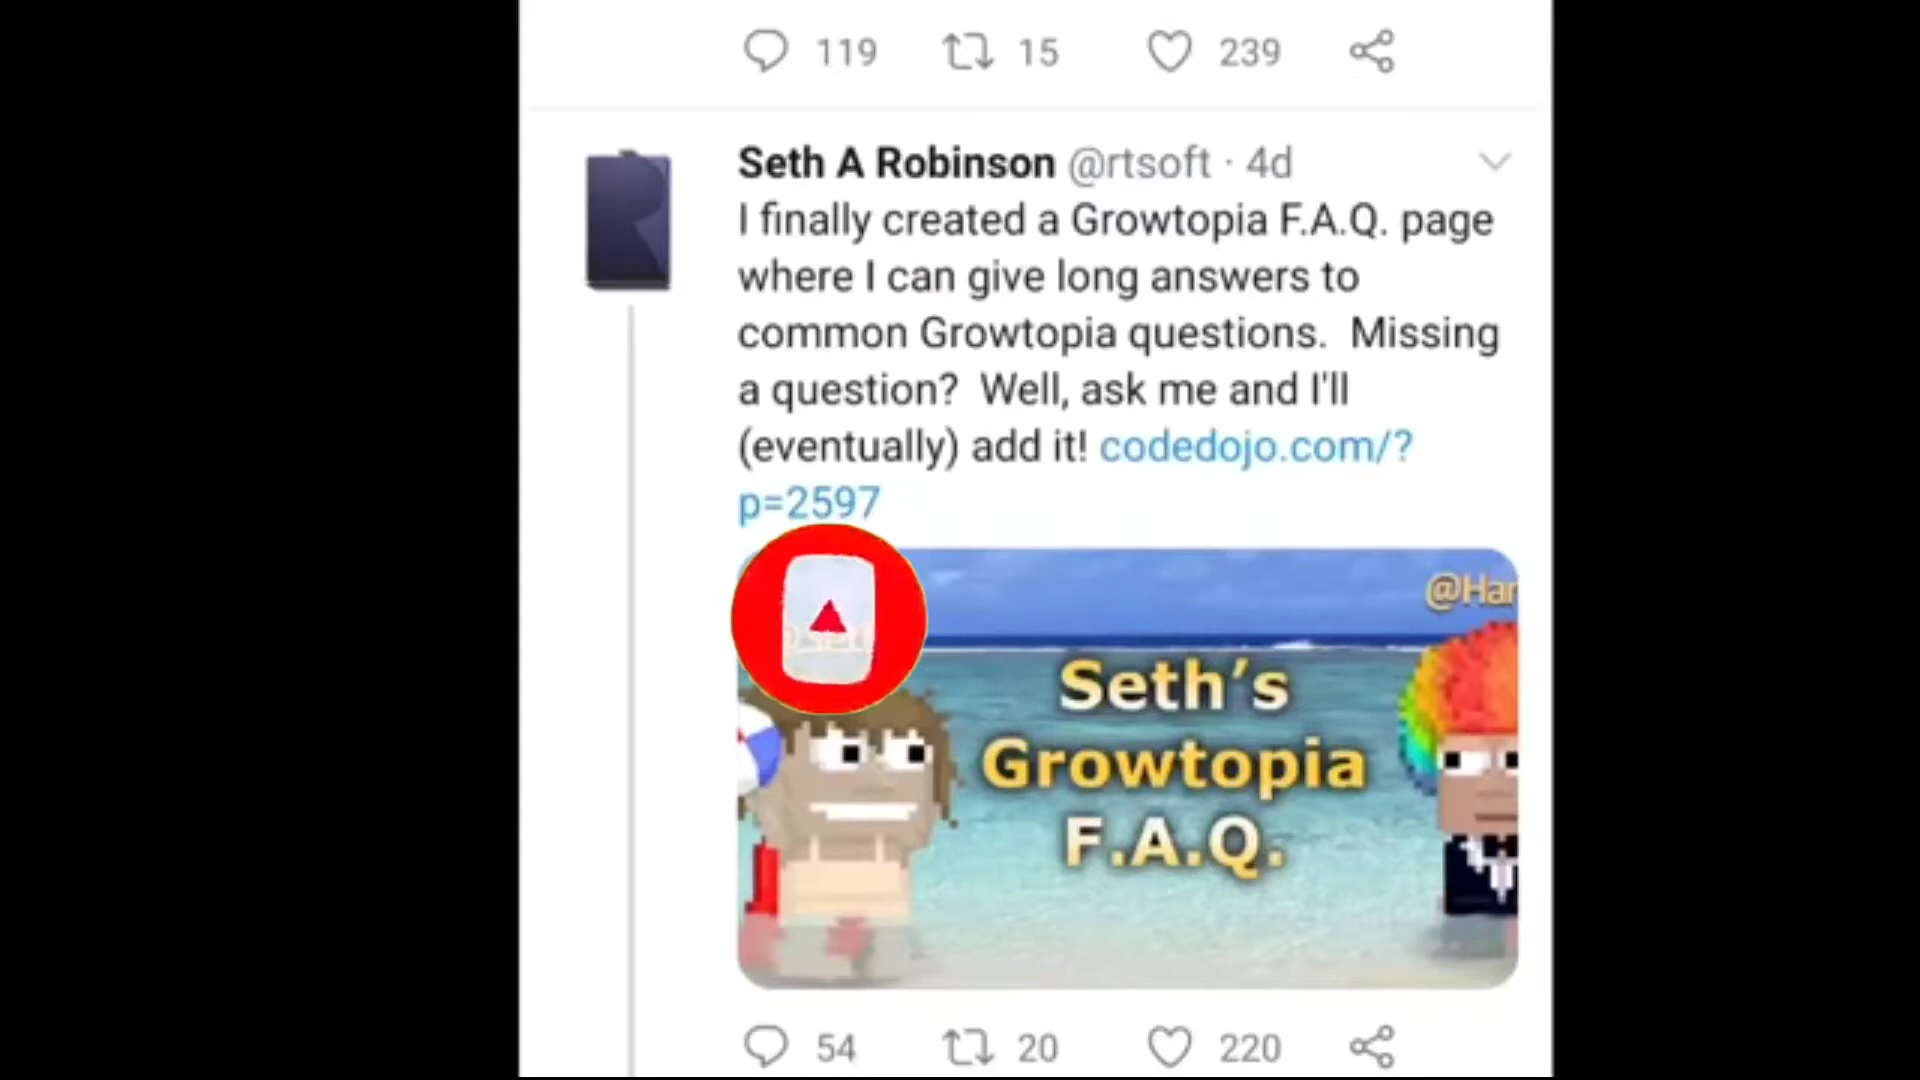 119 15 239
Seth A Robinson @rtsoft · 4d
I finally created a Growtopia F.A.Q. page
where I can give long answers to
common Growtopia questions.  Missing
a question?  Well, ask me and I'll
(eventually) add it! codedojo.com/?
p=2597
@Har
Seth's
Growtopia
F.A.Q.
54 20 220